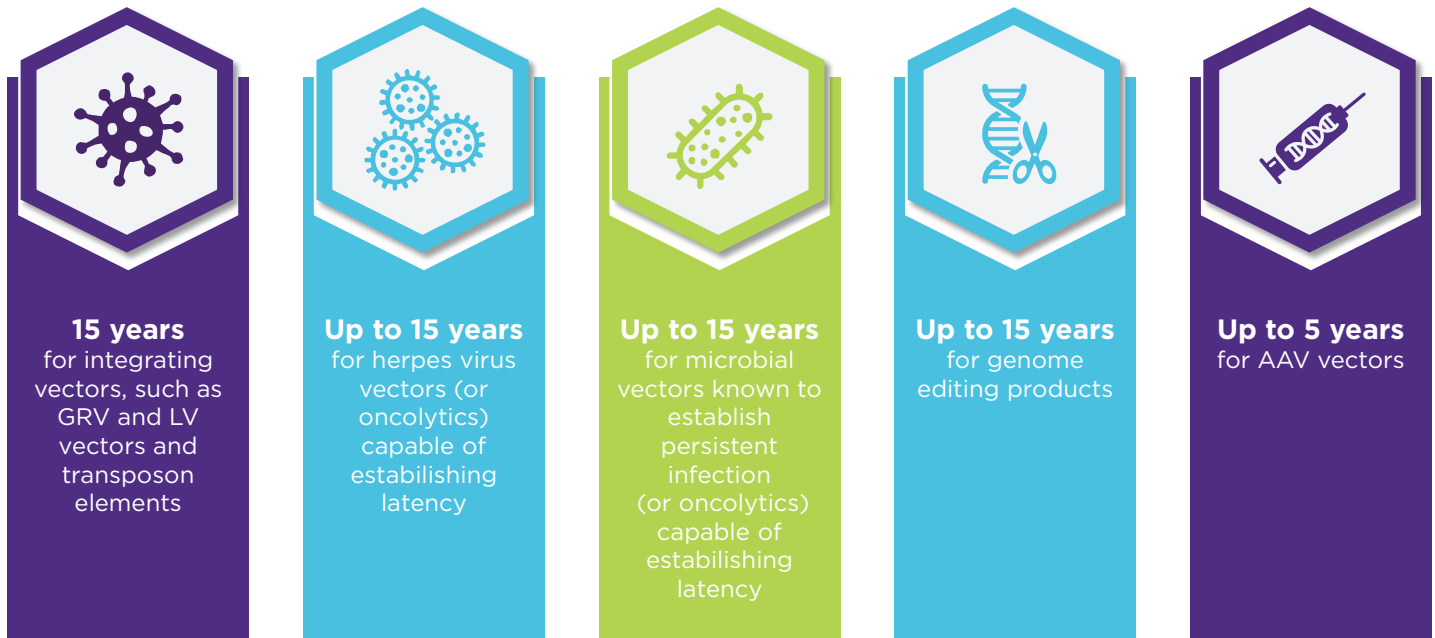 15 years
for integrating
vectors, such as
GRV and LV
vectors and
transposon
elements
Up to 15 years
for herpes virus
vectors (or
oncolytics)
capable of
estabilishing
latency
Up to 15 years
for microbial
vectors known to
establish
persistent
infection
(or oncolytics)
capable of
estabilishing
latency
Up to 15 years
for genome
editing products
Up to 5 years
for AAV vectors